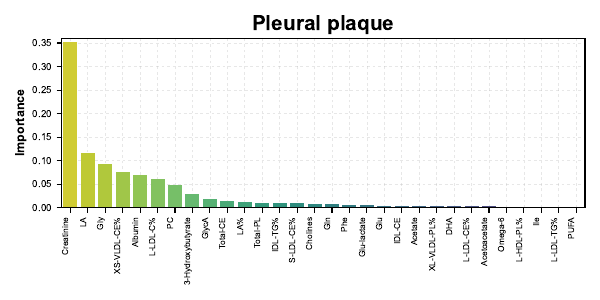 Pleural plaque
Importance
0.35
0.30
0.25
0.20
0.15
0.10
0.05
0.00
Creatinine
LA
Gly
XS-VLDL-CE%
Albumin
L-LDL-C%
PC
3-Hydroxybutyrate
GlycA
Total-CE
LA%
Total-PL
IDL-TG%
S-LDL-CE%
Cholines
Gln
Phe
Glu-lactate
Glu
IDL-CE
Acetate
XL-VLDL-PL%
DHA
L-LDL-CE%
Acetoacetate
Omega-6
L-HDL-PL%
Ile
L-LDL-TG%
PUFA